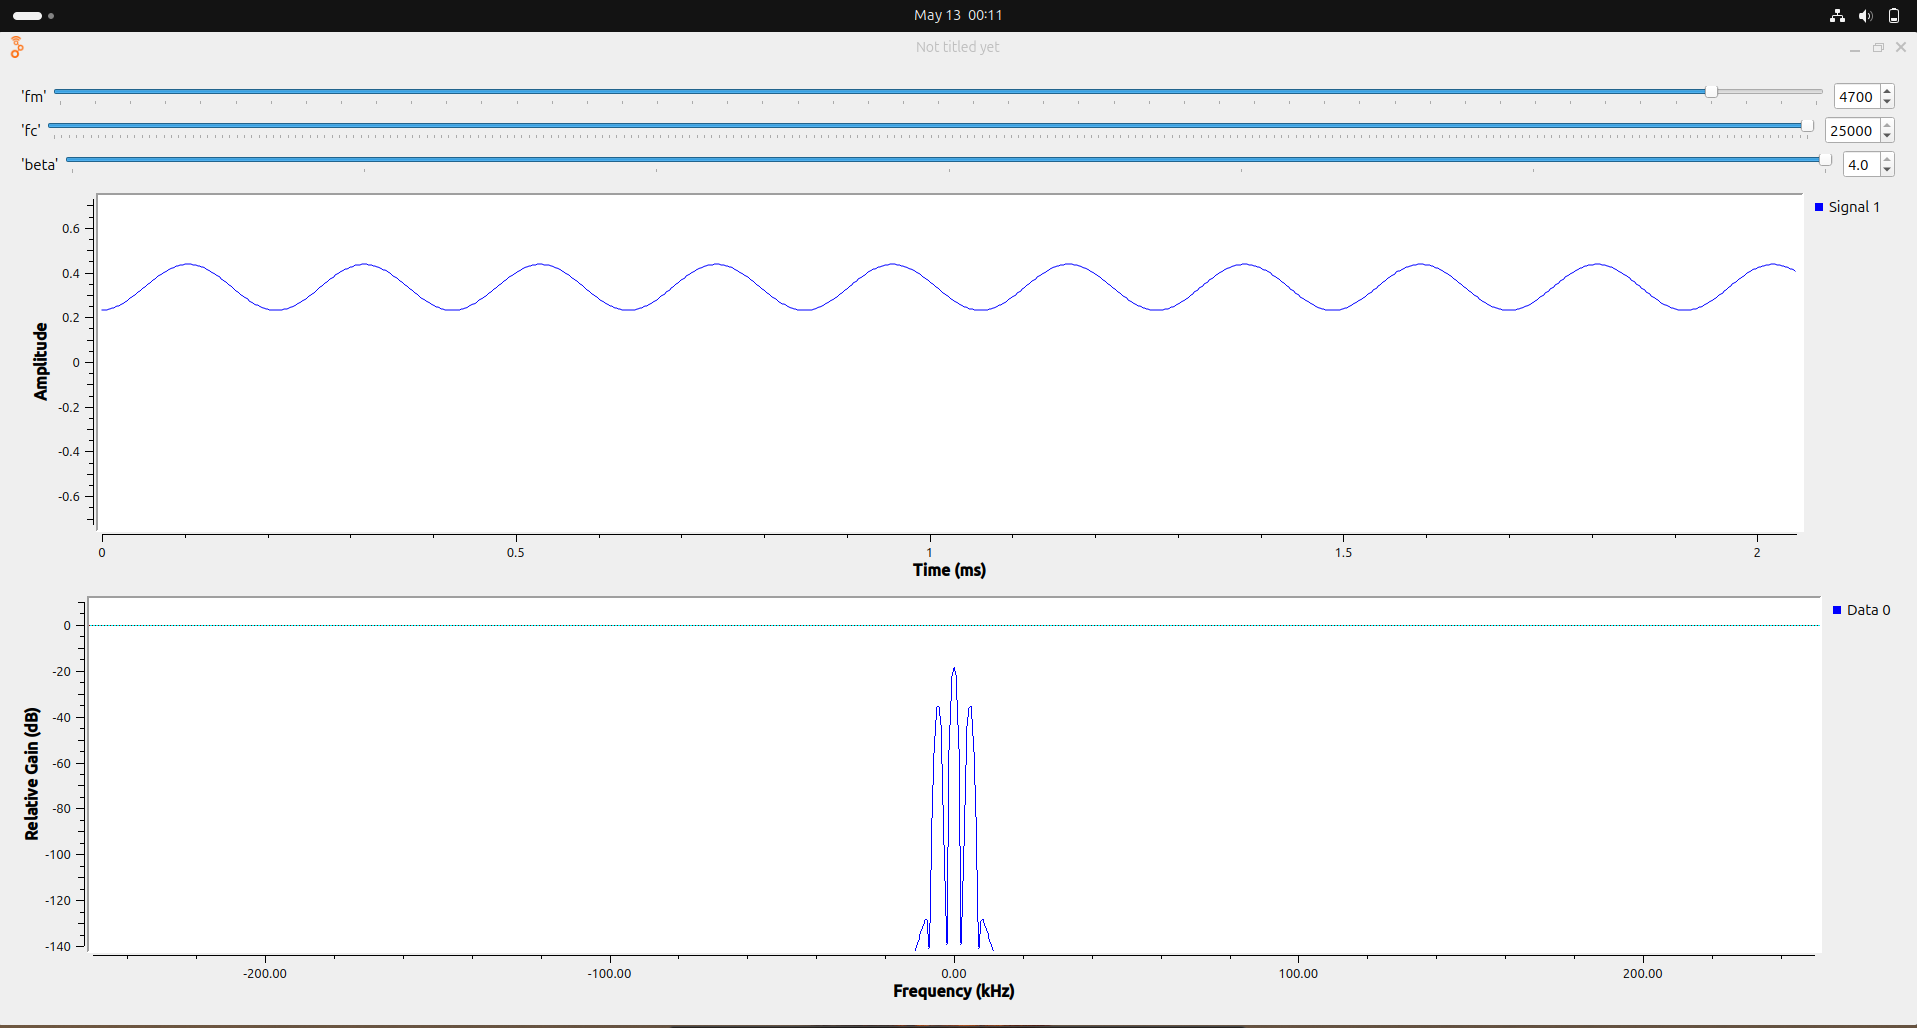 May 13 00:11
Not titled yet
'fm' 4700
'fc' 25000
'beta' 4.0
Signal 1
0.6
0.4
0.2
0
-0.2
-0.4
-0.6
Amplitude
0 0.5 1 1.5 2
Time (ms)
Data 0
0
-20
-40
-60
-80
-100
-120
-140
Relative Gain (dB)
-200.00 -100.00 0.00 100.00 200.00
Frequency (kHz)